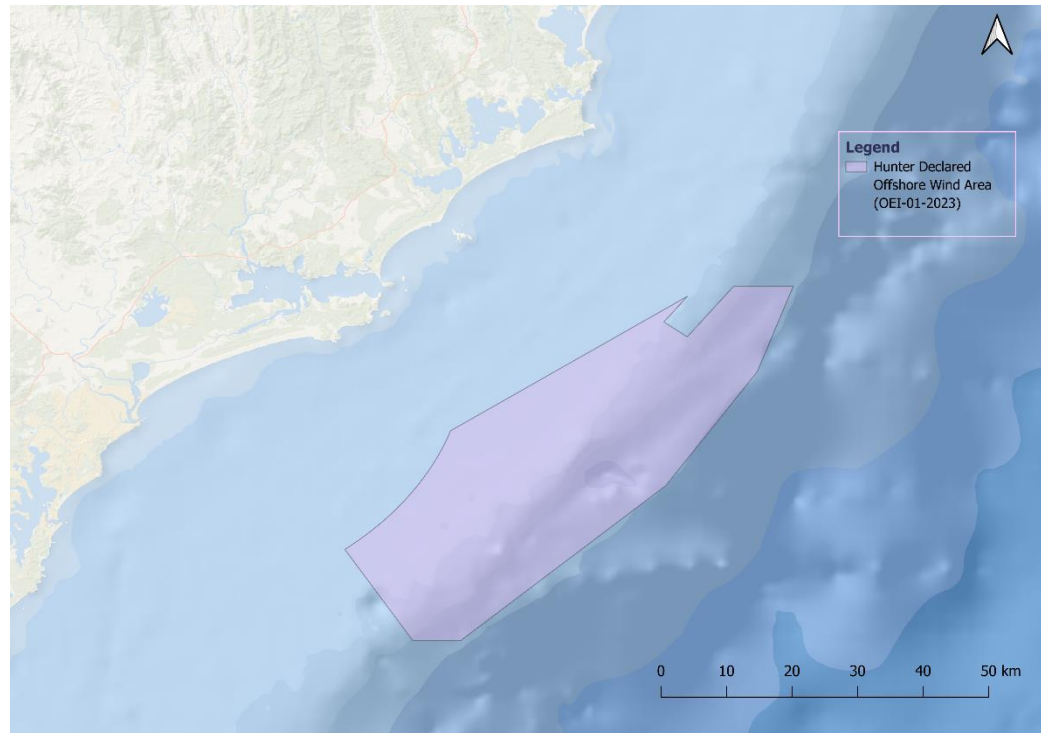 Legend
Hunter Declared
Offshore Wind Area
(OEI-01-2023)
0 10 20 30 40 50 km